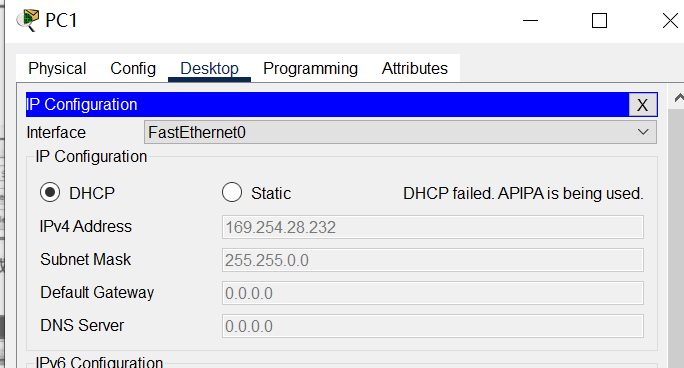 PC1
Physical Config Desktop Programming Attributes
IP Configuration X
Interface FastEthernet0
IP Configuration
DHCP Static DHCP failed. APIPA is being used.
IPv4 Address 169.254.28.232
Subnet Mask 255.255.0.0
Default Gateway 0.0.0.0
DNS Server 0.0.0.0
IPv6 Configuration